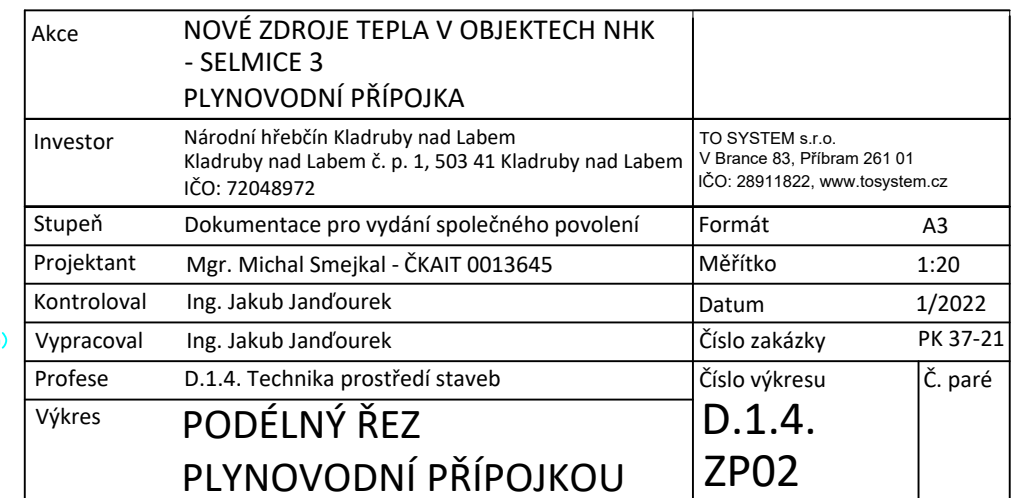 Akce NOVÉ ZDROJE TEPLA V OBJEKTECH NHK
- SELMICE 3
PLYNOVODNÍ PŘÍPOJKA
Investor Národní hřebčín Kladruby nad Labem
Kladruby nad Labem č. p. 1, 503 41 Kladruby nad Labem
IČO: 72048972
TO SYSTEM s.r.o.
V Brance 83, Příbram 261 01
IČO: 28911822, www.tosystem.cz
Stupeň Dokumentace pro vydání společného povolení Formát A3
Projektant Mgr. Michal Smejkal - ČKAIT 0013645 Měřítko 1:20
Kontroloval Ing. Jakub Janďourek Datum 1/2022
Vypracoval Ing. Jakub Janďourek Číslo zakázky PK 37-21
Profese D.1.4. Technika prostředí staveb Číslo výkresu Č. paré
Výkres PODÉLNÝ ŘEZ
PLYNOVODNÍ PŘÍPOJKOU
D.1.4.
ZP02